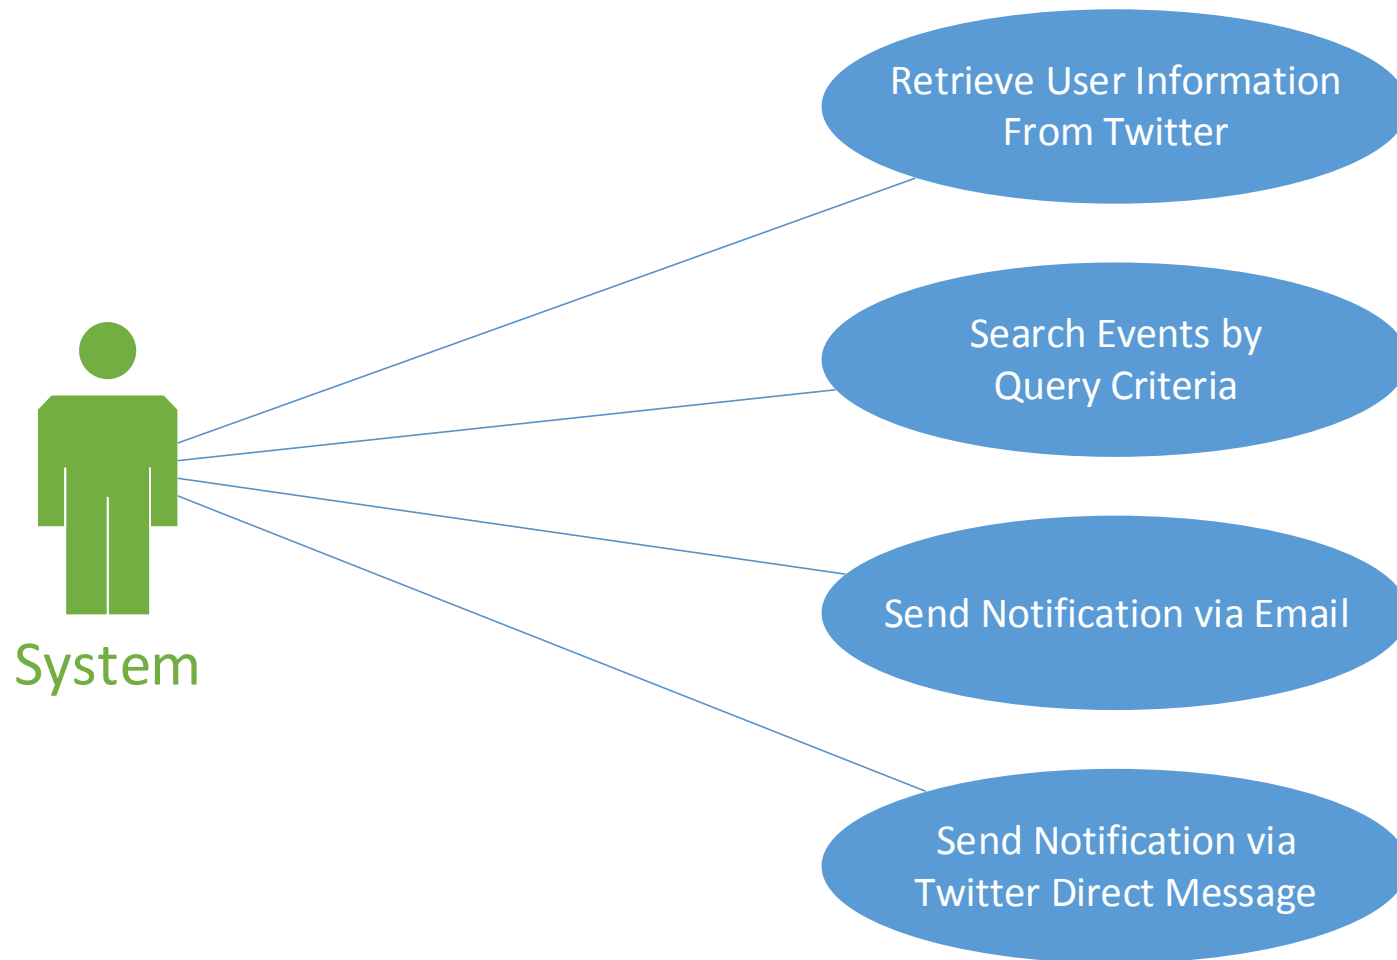 Retrieve User Information
From Twitter
Search Events by
Query Criteria
Send Notification via Email
System
Send Notification via
Twitter Direct Message